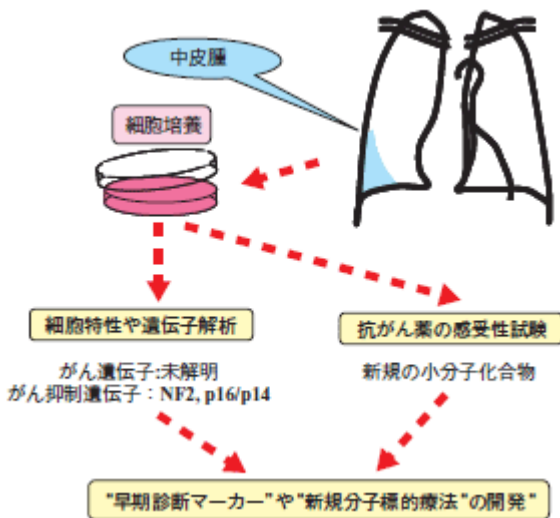 中皮腫
細胞培養
細胞特性や遺伝子解析
抗がん薬の感受性試験
がん遺伝子:未解明
がん抑制遺伝子：NF2, p16/p14
新規の小分子化合物
"早期診断マーカー"や"新規分子標的療法"の開発"